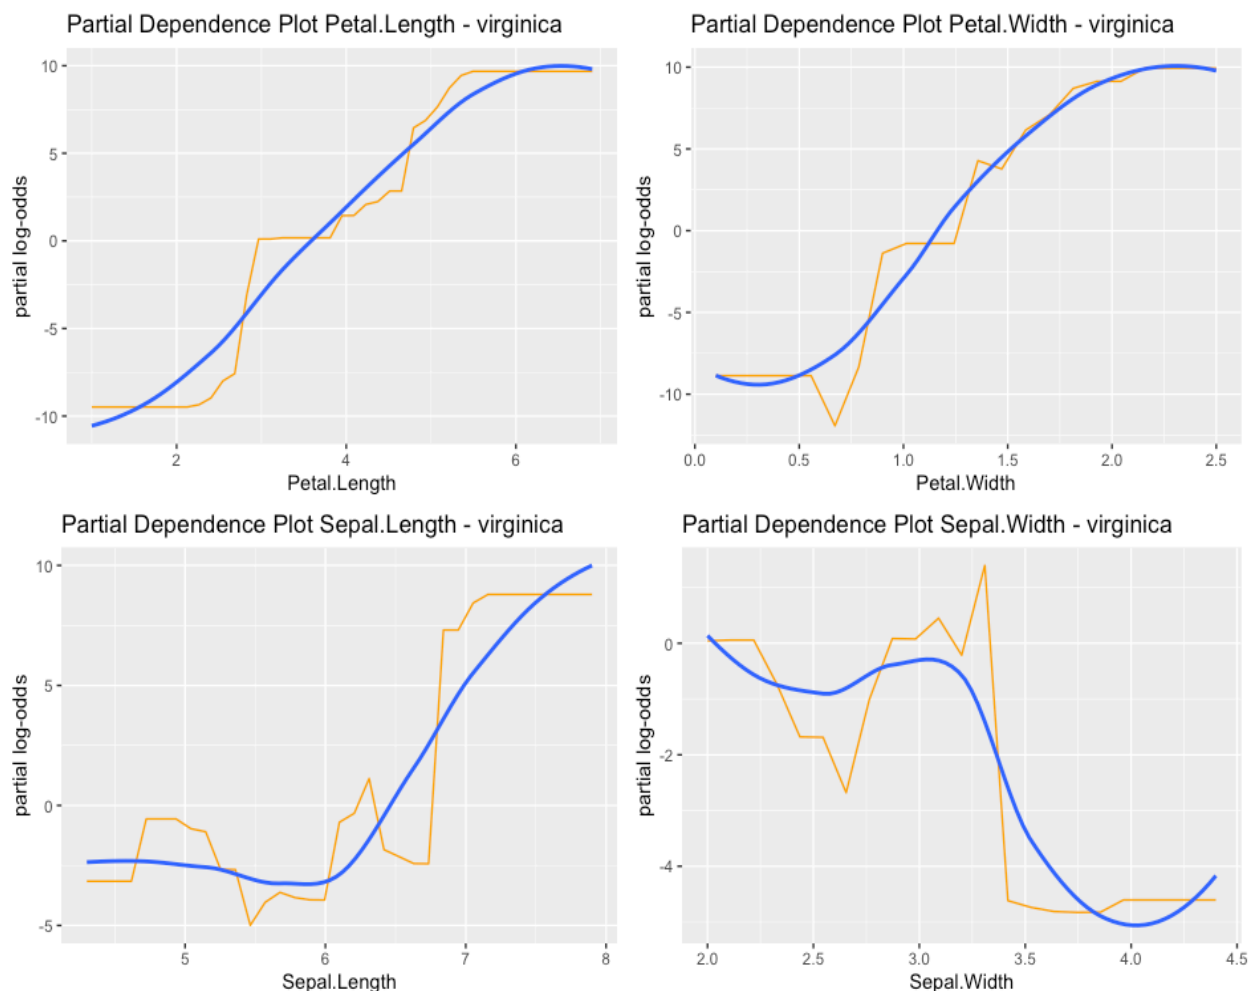 Partial Dependence Plot Petal.Length - virginica
10
5
0
-5
-10
partial log-odds
2 4 6
Petal.Length
Partial Dependence Plot Petal.Width - virginica
10
5
0
-5
-10
partial log-odds
0.0 0.5 1.0 1.5 2.0 2.5
Petal.Width
Partial Dependence Plot Sepal.Length - virginica
10
5
0
-5
partial log-odds
5 6 7 8
Sepal.Length
Partial Dependence Plot Sepal.Width - virginica
0
-2
-4
partial log-odds
2.0 2.5 3.0 3.5 4.0 4.5
Sepal.Width